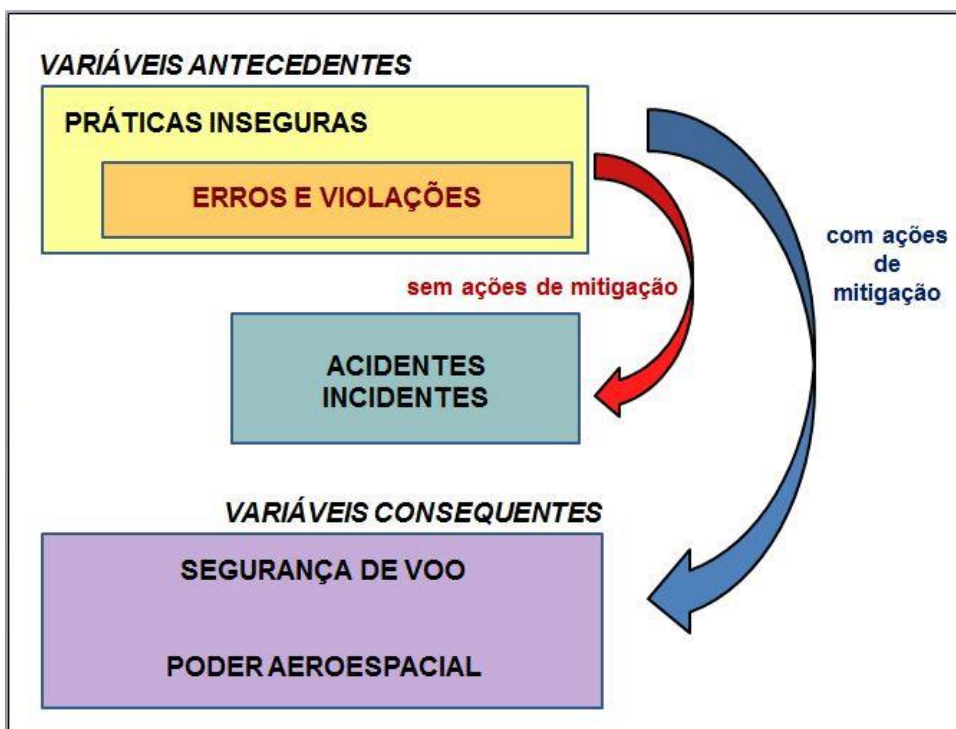 VARIÁVEIS ANTECEDENTES
PRÁTICAS INSEGURAS
ERROS E VIOLAÇÕES
sem ações de mitigação
com ações
de
mitigação
ACIDENTES
INCIDENTES
VARIÁVEIS CONSEQUENTES
SEGURANÇA DE VOO
PODER AEROESPACIAL